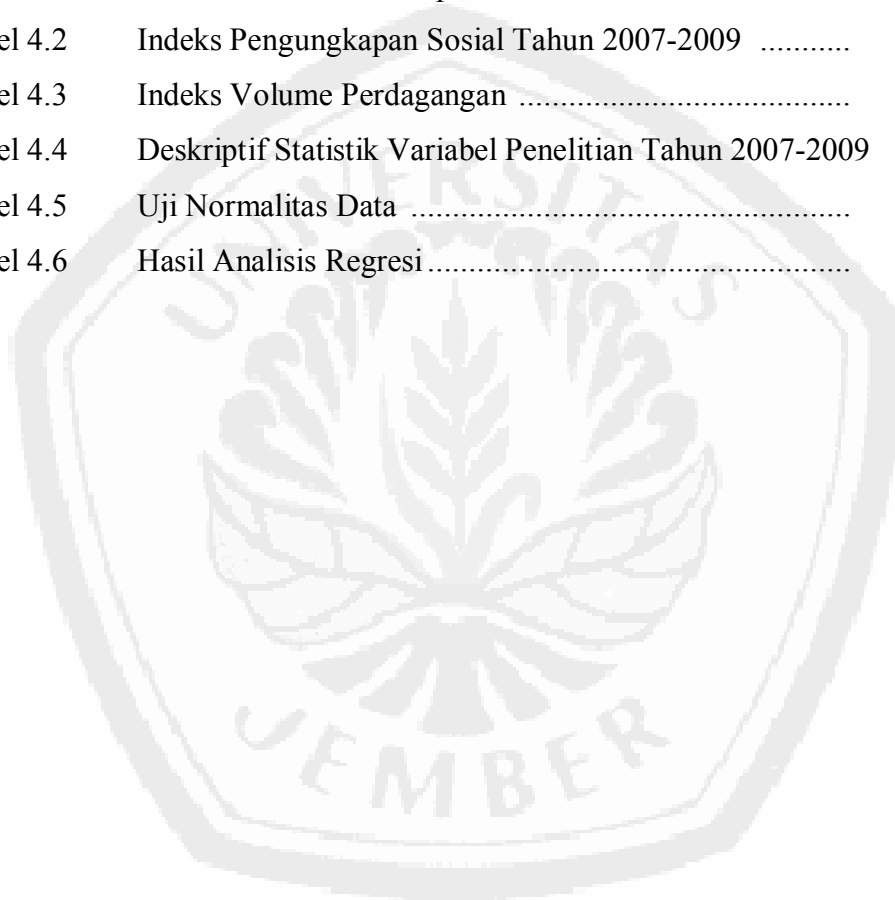 el 4.2 Indeks Pengungkapan Sosial Tahun 2007-2009 ...........
el 4.3 Indeks Volume Perdagangan .......................................
el 4.4 Deskriptif Statistik Variabel Penelitian Tahun 2007-2009
el 4.5 Uji Normalitas Data ....................................................
el 4.6 Hasil Analisis Regresi ..................................................
UNIVERSITAS
JEMBER